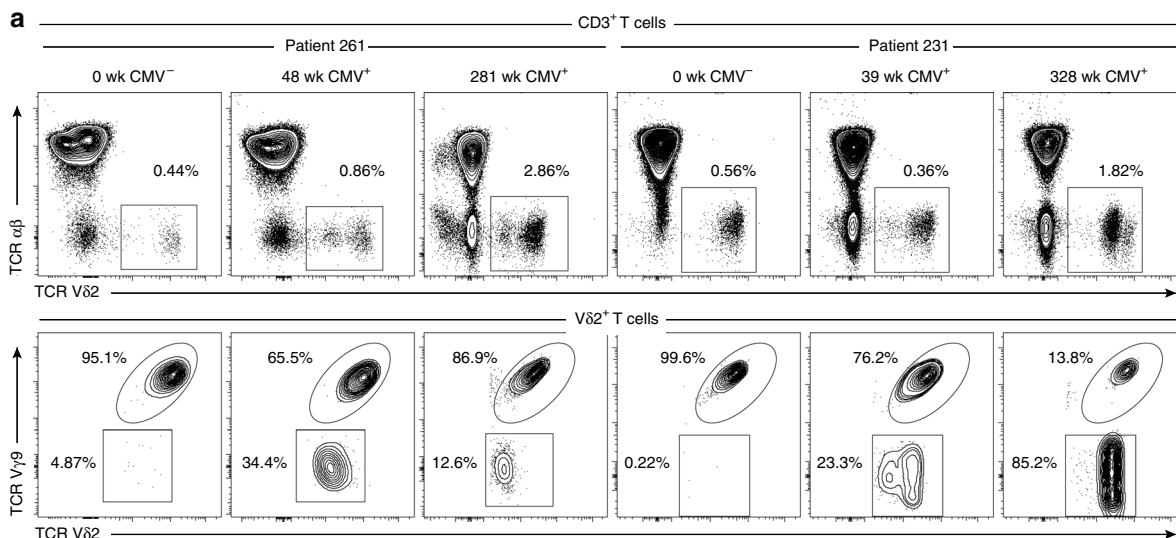 a
CD3⁺ T cells
Patient 261 Patient 231
0 wk CMV⁻ 48 wk CMV⁺ 281 wk CMV⁺ 0 wk CMV⁻ 39 wk CMV⁺ 328 wk CMV⁺
TCR αβ
0.44% 0.86% 2.86% 0.56% 0.36% 1.82%
TCR Vδ2
Vδ2⁺ T cells
TCR Vγ9
95.1% 65.5% 86.9% 99.6% 76.2% 13.8%
4.87% 34.4% 12.6% 0.22% 23.3% 85.2%
TCR Vδ2